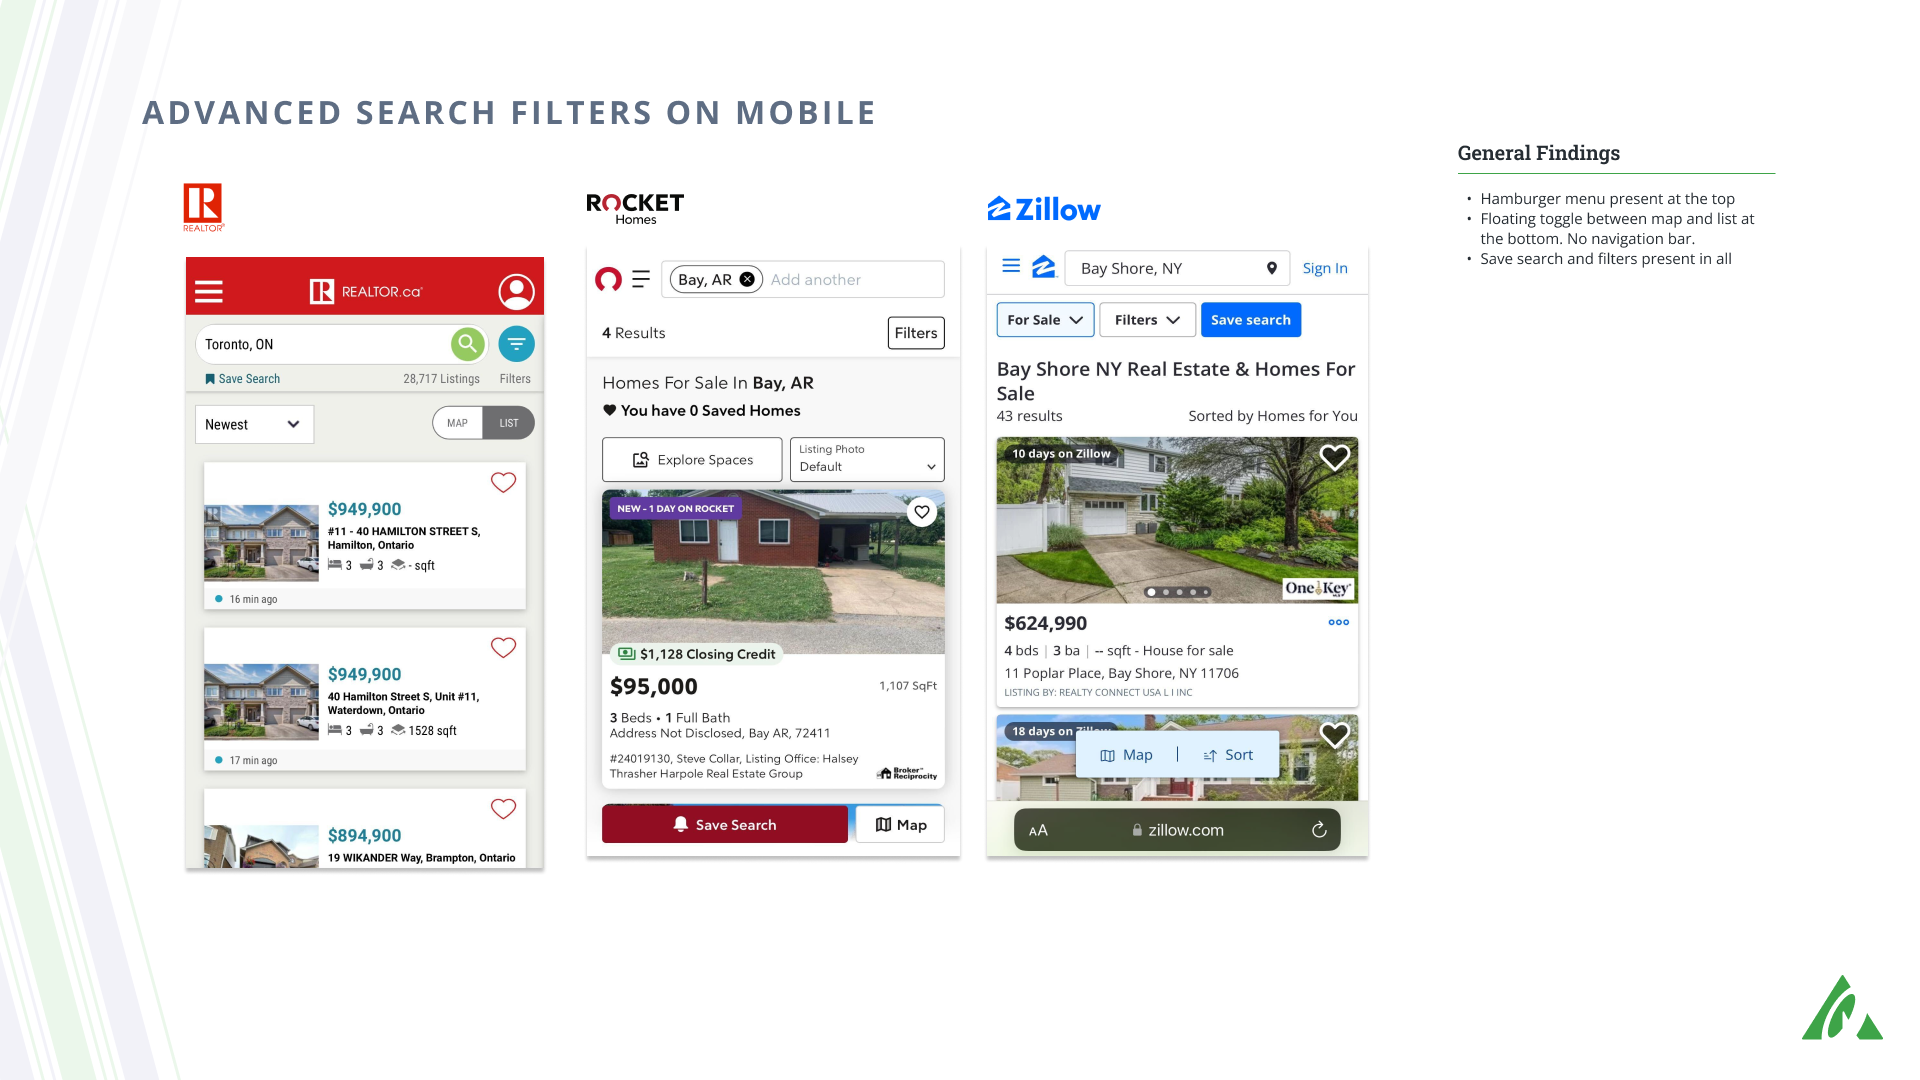 ADVANCED SEARCH FILTERS ON MOBILE
REALTOR®
REALTOR.ca®
Toronto, ON
Save Search 28,717 Listings Filters
Newest MAP LIST
$949,900
#11 - 40 HAMILTON STREET S,
Hamilton, Ontario
3 3 - sqft
16 min ago
$949,900
40 Hamilton Street S, Unit #11,
Waterdown, Ontario
3 3 1528 sqft
17 min ago
$894,900
19 WIKANDER Way, Brampton, Ontario
ROCKET
Homes
Bay, AR Add another
4 Results Filters
Homes For Sale In Bay, AR
You have 0 Saved Homes
Explore Spaces
Listing Photo
Default
NEW - 1 DAY ON ROCKET
$1,128 Closing Credit
$95,000 1,107 SqFt
3 Beds • 1 Full Bath
Address Not Disclosed, Bay AR, 72411
#24019130, Steve Collar, Listing Office: Halsey
Thrasher Harpole Real Estate Group
Broker™
Reciprocity
Save Search Map
Zillow
Bay Shore, NY Sign In
For Sale Filters Save search
Bay Shore NY Real Estate & Homes For
Sale
43 results Sorted by Homes for You
10 days on Zillow
OneKey
$624,990
4 bds | 3 ba | -- sqft - House for sale
11 Poplar Place, Bay Shore, NY 11706
LISTING BY: REALTY CONNECT USA L I INC
18 days on Zillow
Map | Sort
AA zillow.com
General Findings
• Hamburger menu present at the top
• Floating toggle between map and list at
the bottom. No navigation bar.
• Save search and filters present in all